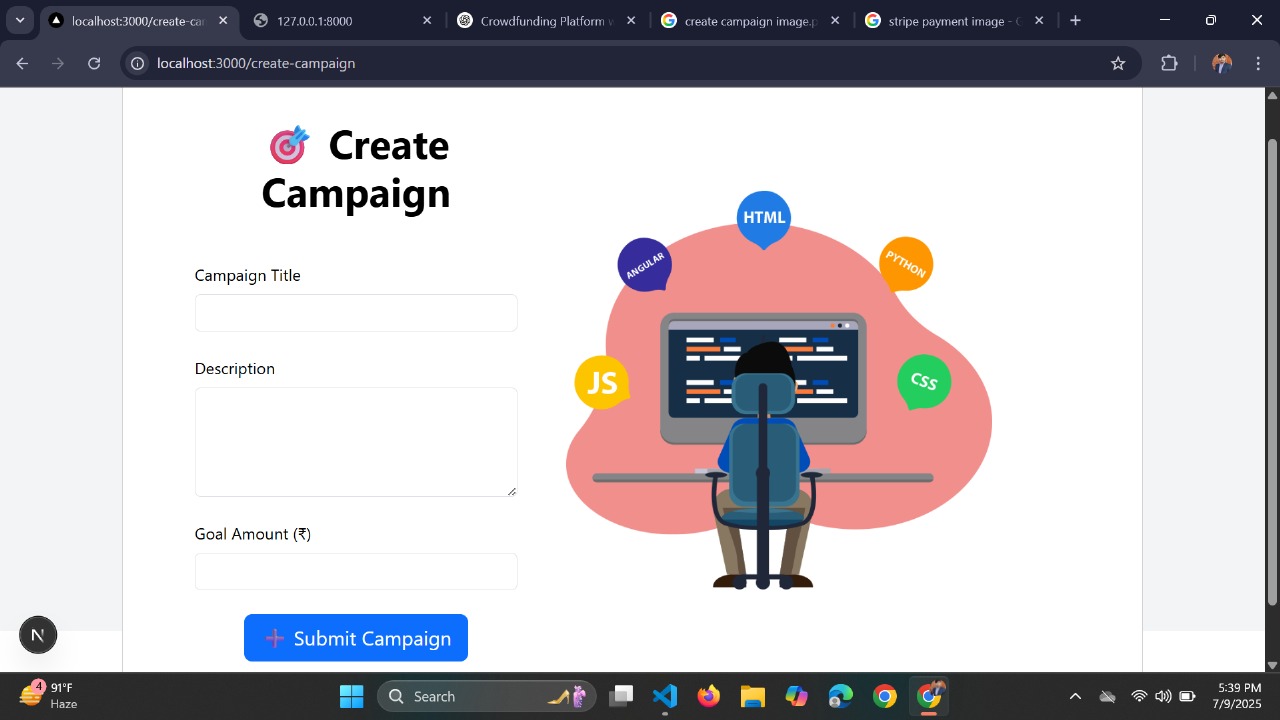 localhost:3000/create-car
127.0.0.1:8000
Crowdfunding Platform w
create campaign image.p
stripe payment image - G
localhost:3000/create-campaign
🎯 Create
Campaign
Campaign Title
Description
Goal Amount (₹)
➕ Submit Campaign
HTML
ANGULAR
PYTHON
JS
CSS
N
4
91°F
Haze
Search
5:39 PM
7/9/2025